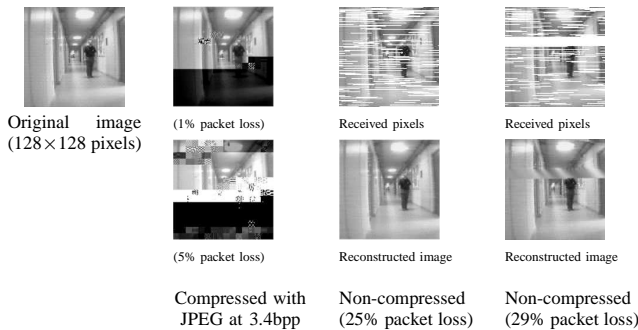 Original image
(128×128 pixels)
(1% packet loss)
Received pixels
Received pixels
(5% packet loss)
Reconstructed image
Reconstructed image
Compressed with
JPEG at 3.4bpp
Non-compressed
(25% packet loss)
Non-compressed
(29% packet loss)